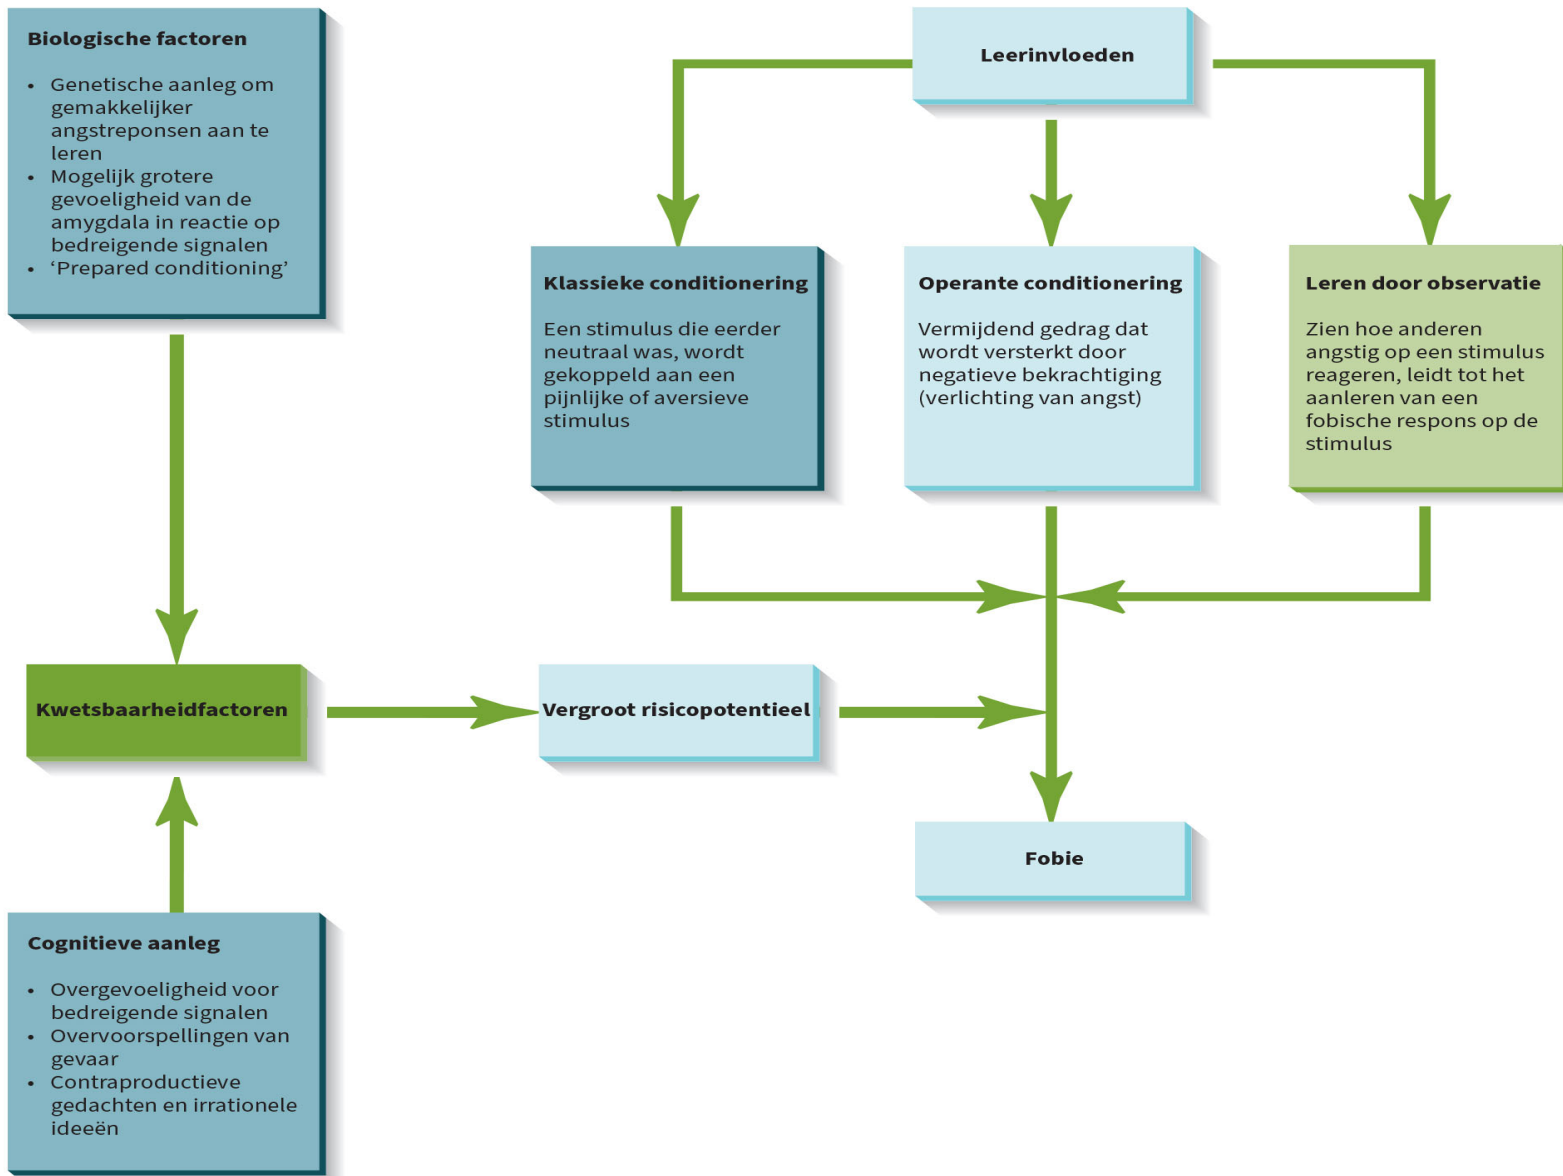 Biologische factoren
• Genetische aanleg om
gemakkelijker
angstreponsen aan te
leren
• Mogelijk grotere
gevoeligheid van de
amygdala in reactie op
bedreigende signalen
• ‘Prepared conditioning’
Leerinvloeden
Klassieke conditionering
Een stimulus die eerder
neutraal was, wordt
gekoppeld aan een
pijnlijke of aversieve
stimulus
Operante conditionering
Vermijdend gedrag dat
wordt versterkt door
negatieve bekrachtiging
(verlichting van angst)
Leren door observatie
Zien hoe anderen
angstig op een stimulus
reageren, leidt tot het
aanleren van een
fobische respons op de
stimulus
Kwetsbaarheidfactoren
Vergroot risicopotentieel
Fobie
Cognitieve aanleg
• Overgevoeligheid voor
bedreigende signalen
• Overvoorspellingen van
gevaar
• Contraproductieve
gedachten en irrationele
ideeën